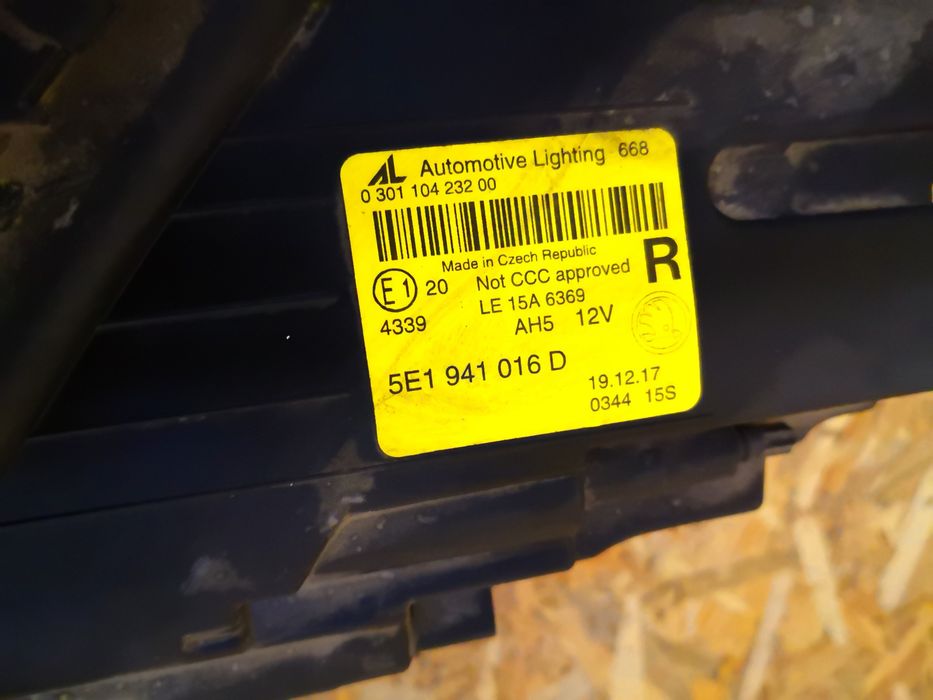 AL Automotive Lighting 668
0 301 104 232 00
Made in Czech Republic
E1 20 Not CCC approved R
LE 15A 6369
4339 AH5 12V
5E1 941 016 D
19.12.17
0344 15S